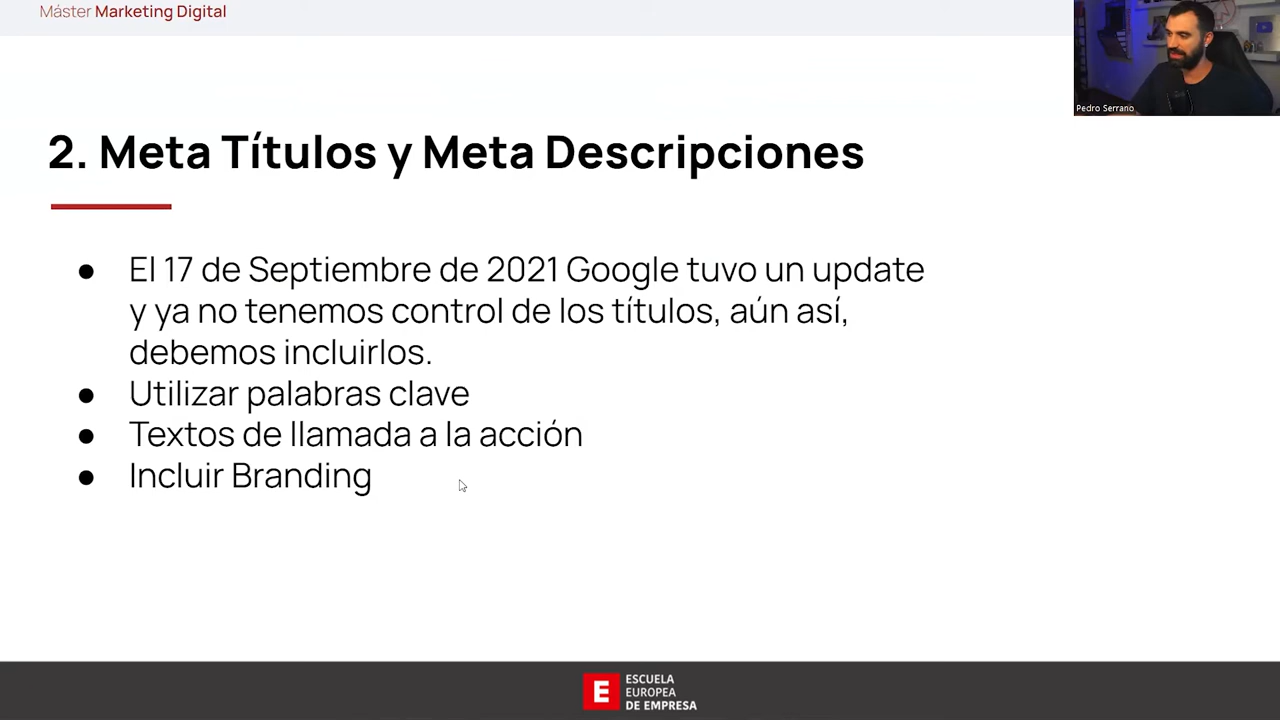 Máster Marketing Digital
Pedro Serrano
2. Meta Títulos y Meta Descripciones
● El 17 de Septiembre de 2021 Google tuvo un update
y ya no tenemos control de los títulos, aún así,
debemos incluirlos.
● Utilizar palabras clave
● Textos de llamada a la acción
● Incluir Branding
E
ESCUELA
EUROPEA
DE EMPRESA